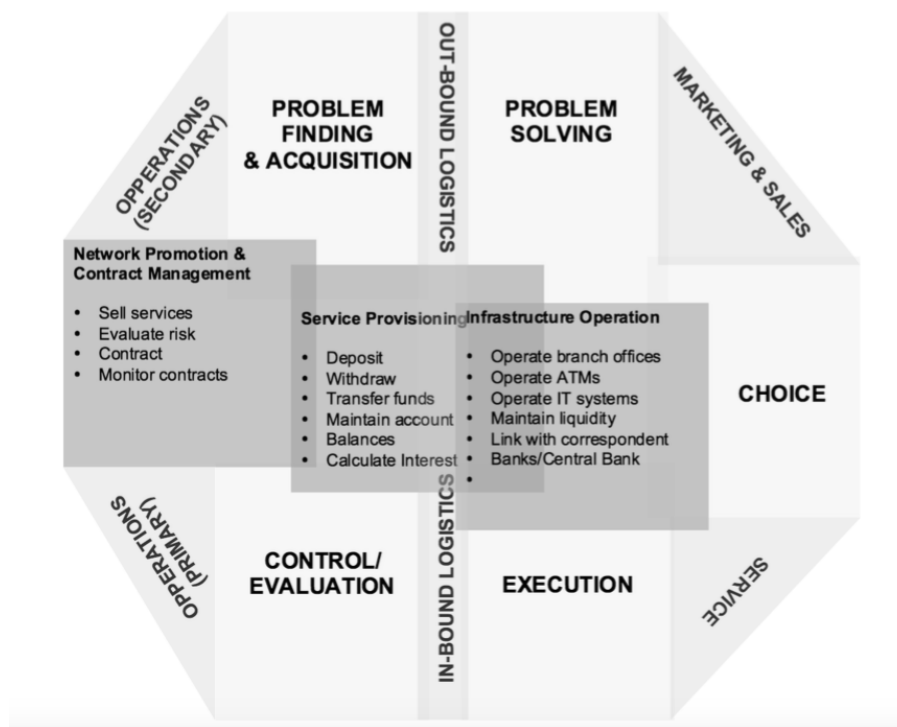 OUT-BOUND LOGISTICS
PROBLEM
FINDING
& ACQUISITION
PROBLEM
SOLVING
MARKETING & SALES
OPPERATIONS
(SECONDARY)
Network Promotion &
Contract Management
• Sell services
• Evaluate risk
• Contract
• Monitor contracts
Service Provisioning
• Deposit
• Withdraw
• Transfer funds
• Maintain account
• Balances
• Calculate Interest
Infrastructure Operation
• Operate branch offices
• Operate ATMs
• Operate IT systems
• Maintain liquidity
• Link with correspondent
• Banks/Central Bank
•
CHOICE
OPPERATIONS
(PRIMARY)
CONTROL/
EVALUATION
IN-BOUND LOGISTICS
EXECUTION
SERVICE